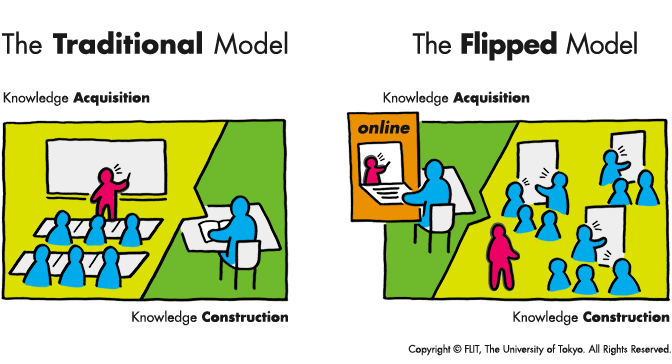 The Traditional Model
The Flipped Model
Knowledge Acquisition
Knowledge Acquisition
online
Knowledge Construction
Knowledge Construction
Copyright © FLIT, The University of Tokyo. All Rights Reserved.